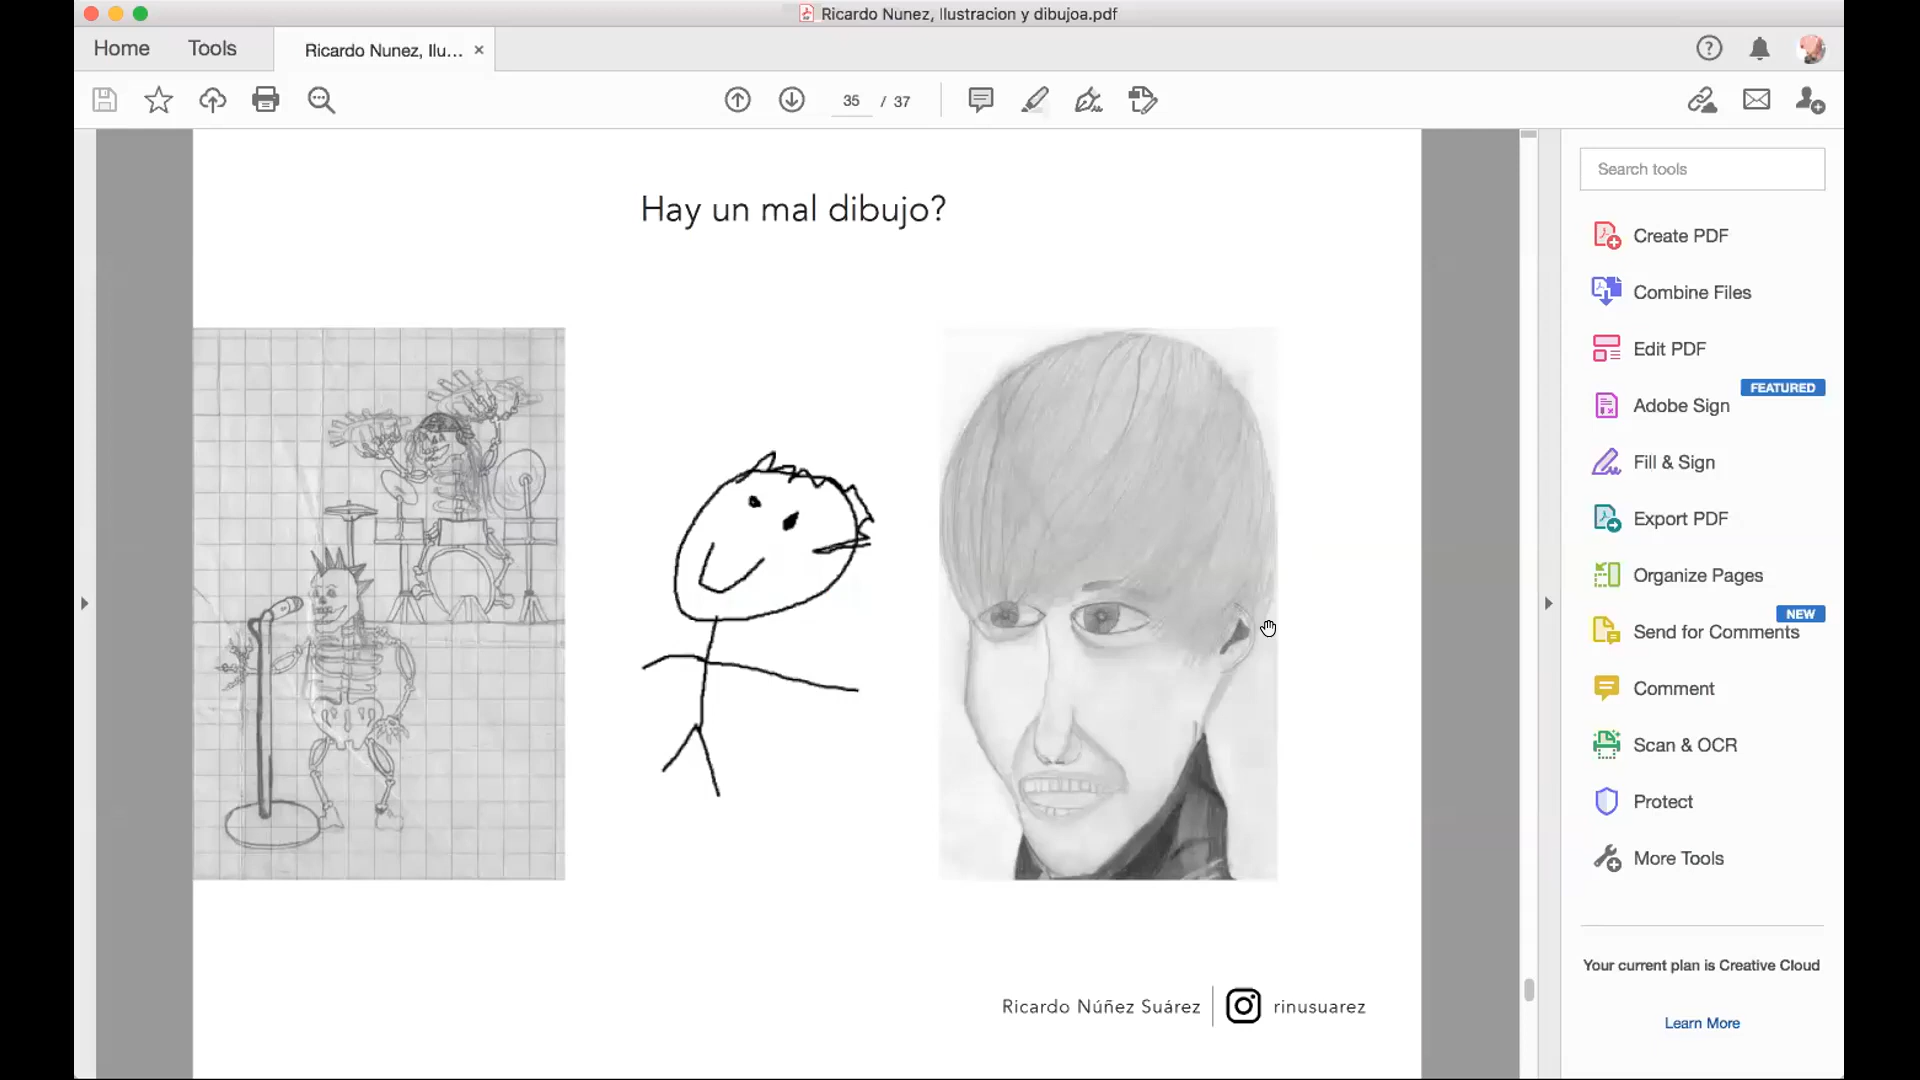 Ricardo Nunez, Ilustracion y dibujoa.pdf
Home
Tools
Ricardo Nunez, Ilu... ×
35 / 37
Search tools
Create PDF
Combine Files
Edit PDF
FEATURED
Adobe Sign
Fill & Sign
Export PDF
Organize Pages
NEW
Send for Comments
Comment
Scan & OCR
Protect
More Tools
Your current plan is Creative Cloud
Learn More
Hay un mal dibujo?
Ricardo Núñez Suárez
rinusuarez